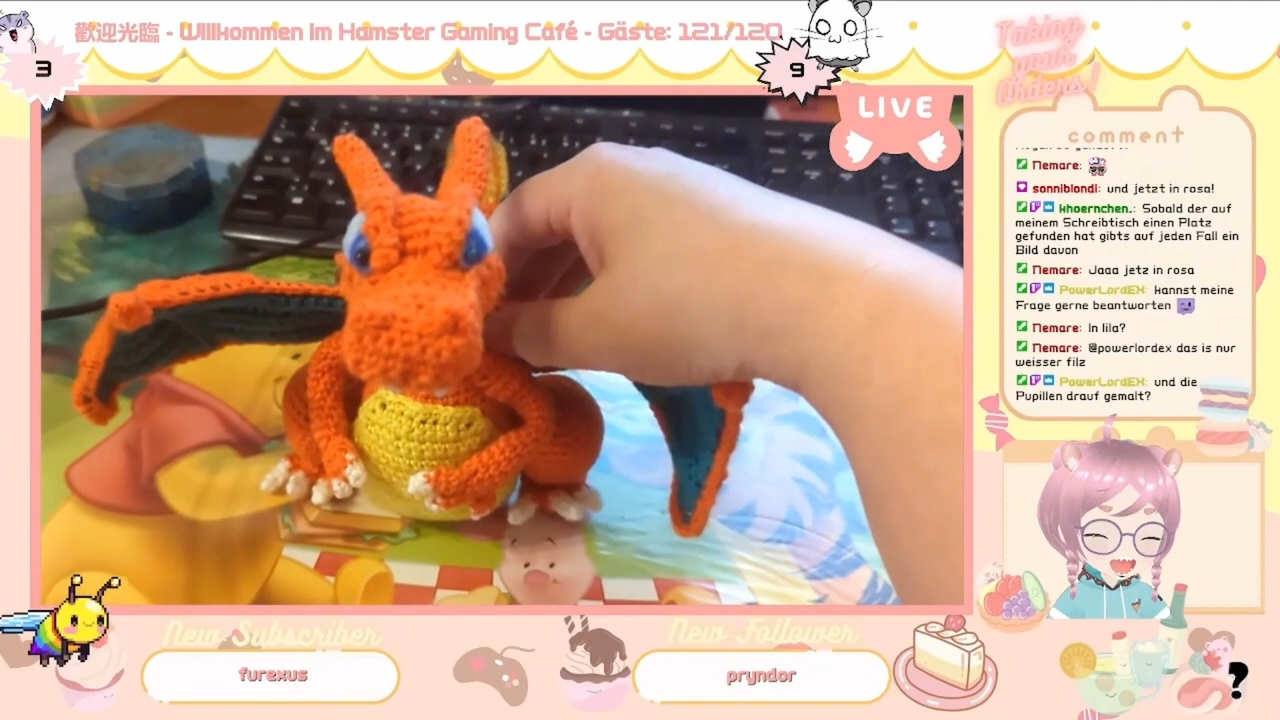 歡迎光臨 - Willkommen im Hamster Gaming Café - Gäste: 121/120
3
9
LIVE
Taking
your
Orders!
comment
Nemare:
sonniblondi: und jetzt in rosa!
khoernchen_: Sobald der auf
meinem Schreibtisch einen Platz
gefunden hat gibts auf jeden Fall ein
Bild davon
Nemare: Jaaa jetz in rosa
PowerLordEX: kannst meine
Frage gerne beantworten
Nemare: In lila?
Nemare: @powerlordex das is nur
weisser filz
PowerLordEX: und die
Pupillen drauf gemalt?
New Subscriber
furexus
New Follower
pryndor
?